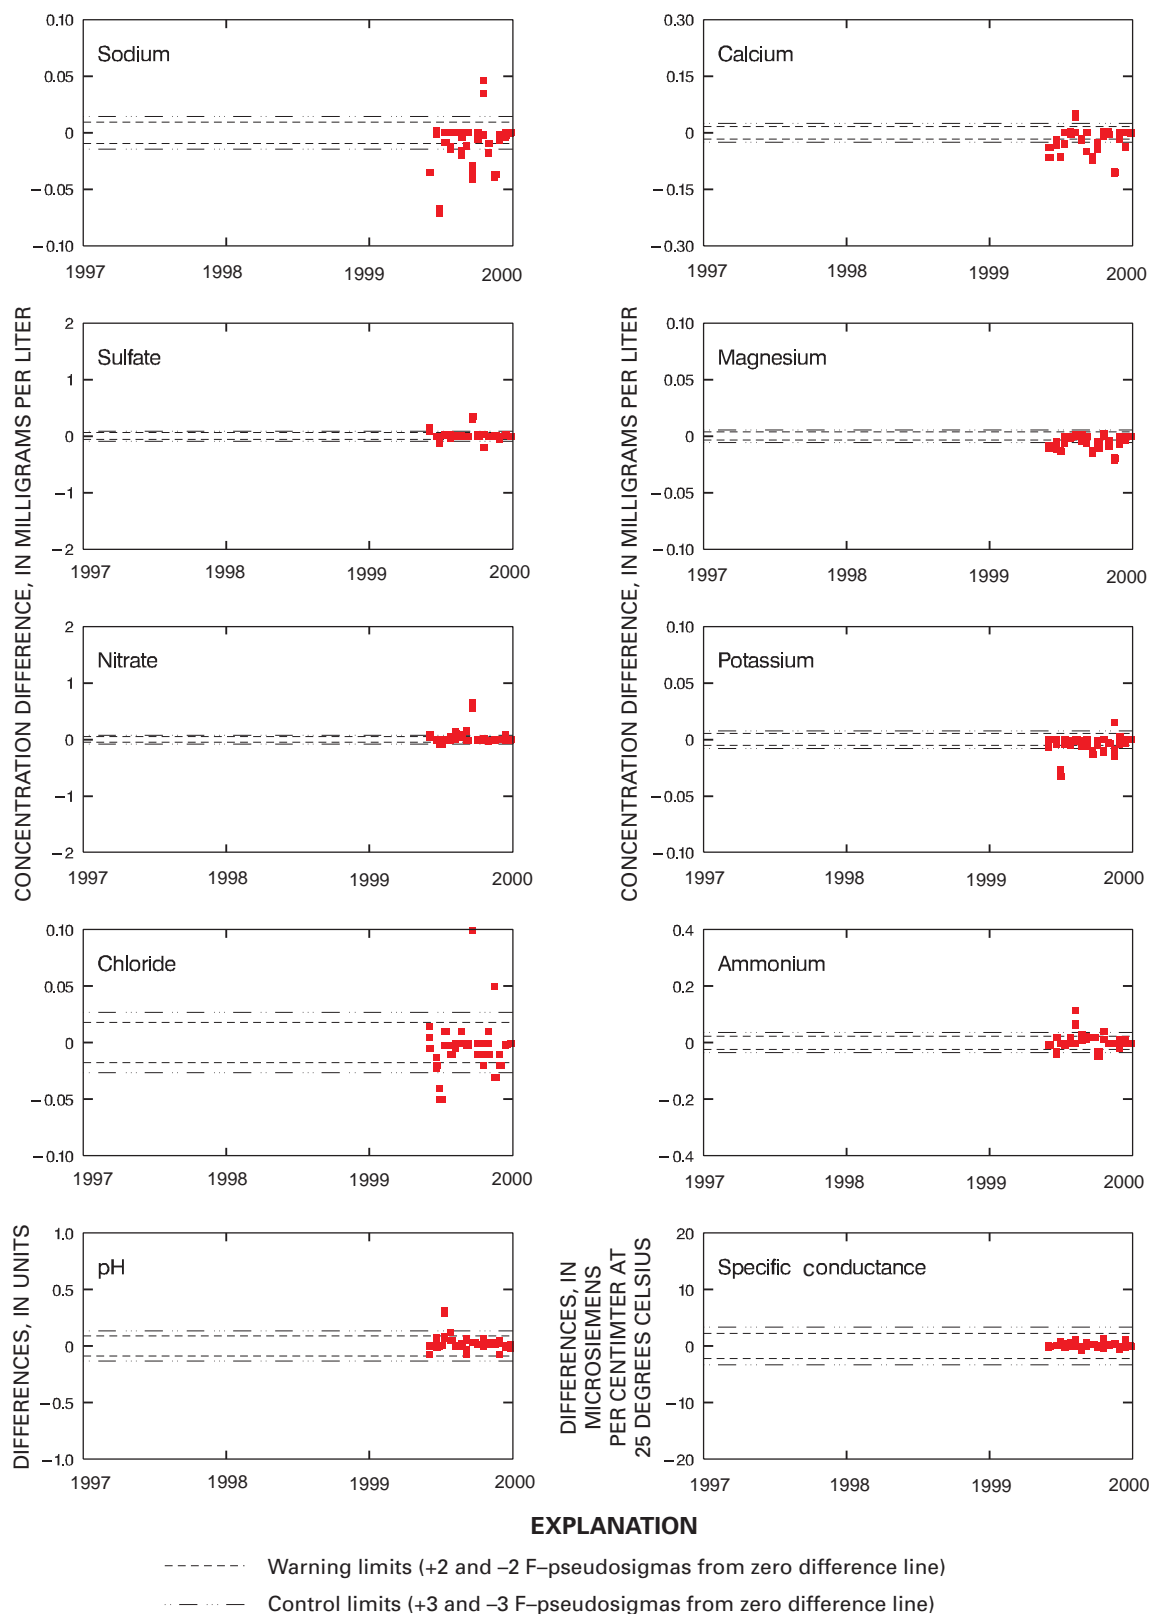 CONCENTRATION DIFFERENCE, IN MILLIGRAMS PER LITER
0.10
0.05
0
−0.05
−0.10
Sodium
1997 1998 1999 2000
0.30
0.15
0
−0.15
−0.30
Calcium
1997 1998 1999 2000
2
1
0
−1
−2
Sulfate
1997 1998 1999 2000
CONCENTRATION DIFFERENCE, IN MILLIGRAMS PER LITER
0.10
0.05
0
−0.05
−0.10
Magnesium
1997 1998 1999 2000
2
1
0
−1
−2
Nitrate
1997 1998 1999 2000
0.10
0.05
0
−0.05
−0.10
Potassium
1997 1998 1999 2000
0.10
0.05
0
−0.05
−0.10
Chloride
1997 1998 1999 2000
0.4
0.2
0
−0.2
−0.4
Ammonium
1997 1998 1999 2000
DIFFERENCES, IN UNITS
1.0
0.5
0
−0.5
−1.0
pH
1997 1998 1999 2000
DIFFERENCES, IN
MICROSIEMENS
PER CENTIMTER AT
25 DEGREES CELSIUS
20
10
0
−10
−20
Specific conductance
1997 1998 1999 2000
EXPLANATION
Warning limits (+2 and –2 F–pseudosigmas from zero difference line)
Control limits (+3 and –3 F–pseudosigmas from zero difference line)